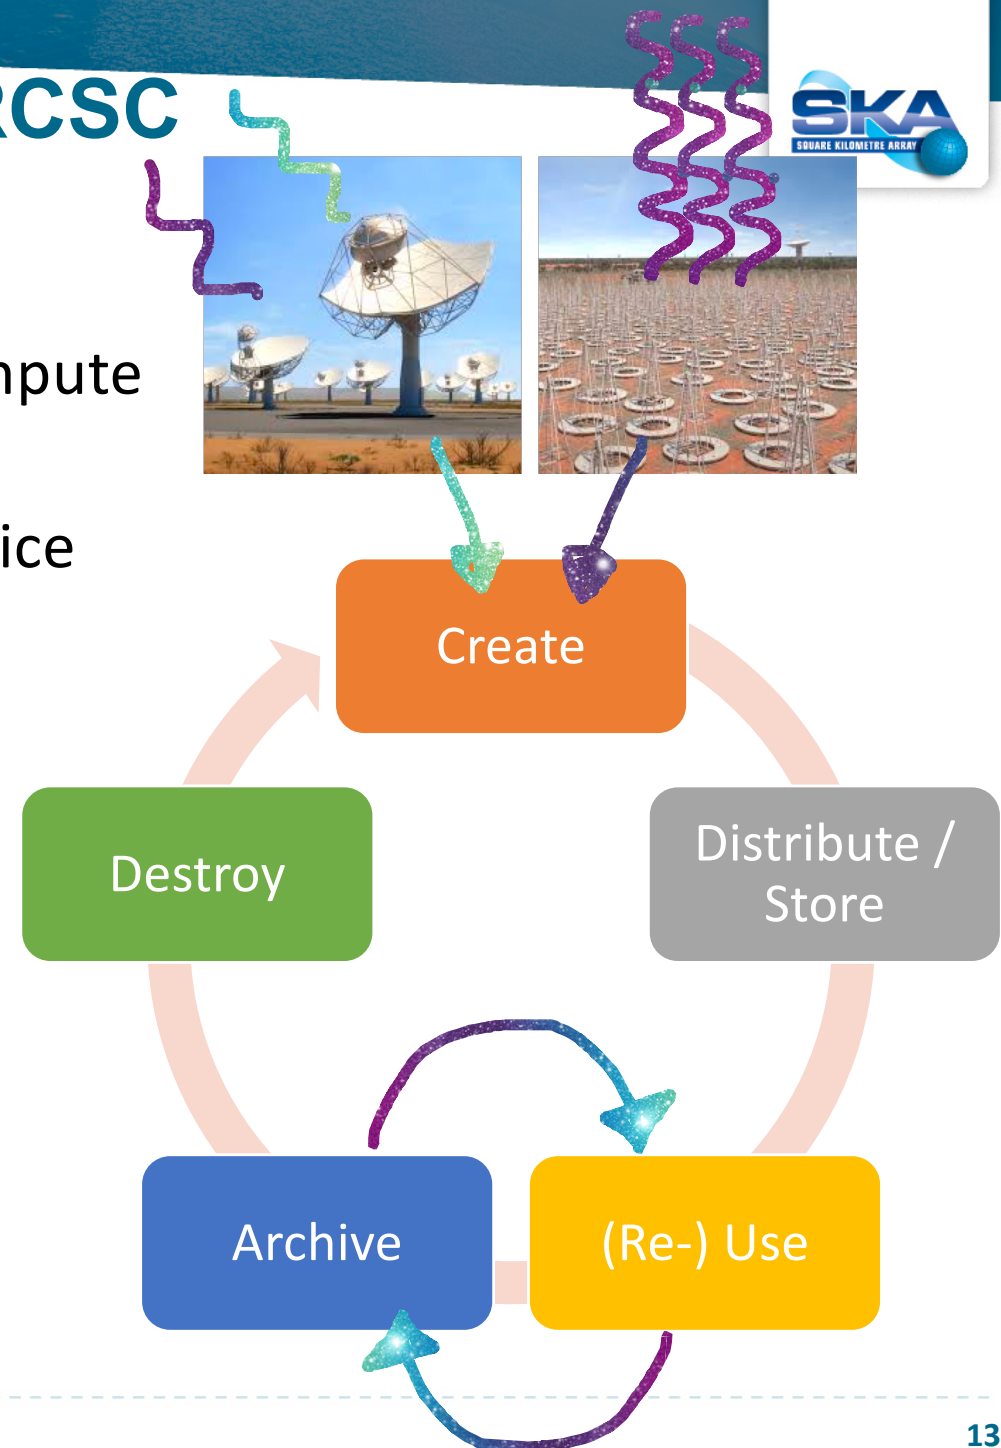 RCSC
SKA
SQUARE KILOMETRE ARRAY
npute
ice
Create
Destroy
Distribute /
Store
Archive
(Re-) Use
13